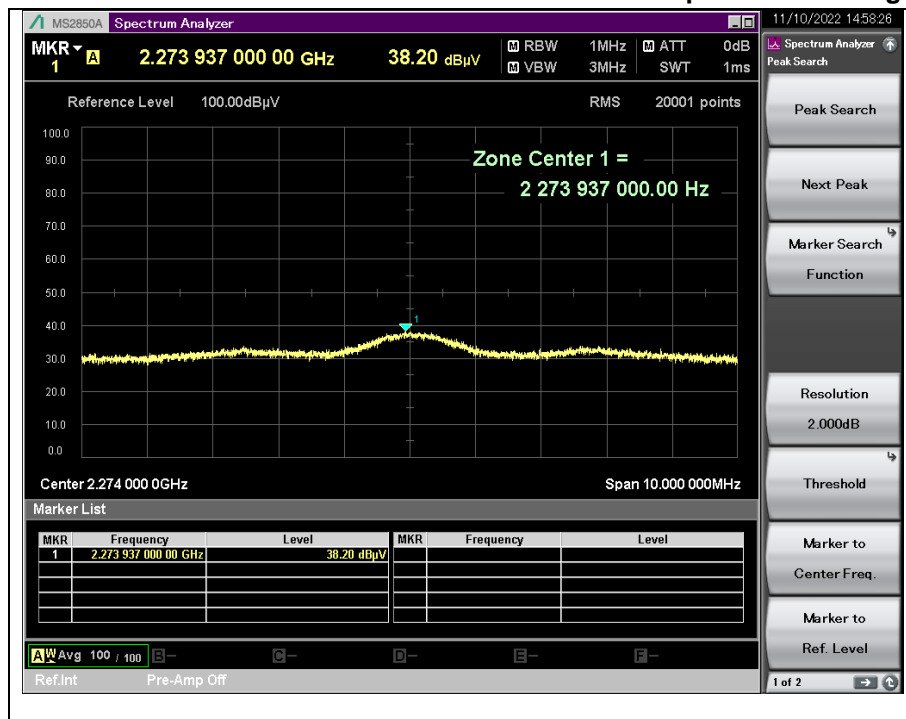 MS2850A Spectrum Analyzer
11/10/2022 14:58:26
MKR 1 A 2.273 937 000 00 GHz 38.20 dBµV
M RBW 1MHz M ATT 0dB
M VBW 3MHz SWT 1ms
Reference Level 100.00dBµV RMS 20001 points
100.0
90.0
80.0
70.0
60.0
50.0
40.0
30.0
20.0
10.0
0.0
Zone Center 1 =
2 273 937 000.00 Hz
1
Center 2.274 000 0GHz Span 10.000 000MHz
Marker List
MKR Frequency Level MKR Frequency Level
1 2.273 937 000 00 GHz 38.20 dBµV
A W Avg 100 / 100 B- C- D- E- F-
Ref.Int Pre-Amp Off
Spectrum Analyzer
Peak Search
Peak Search
Next Peak
Marker Search
Function
Resolution
2.000dB
Threshold
Marker to
Center Freq.
Marker to
Ref. Level
1 of 2